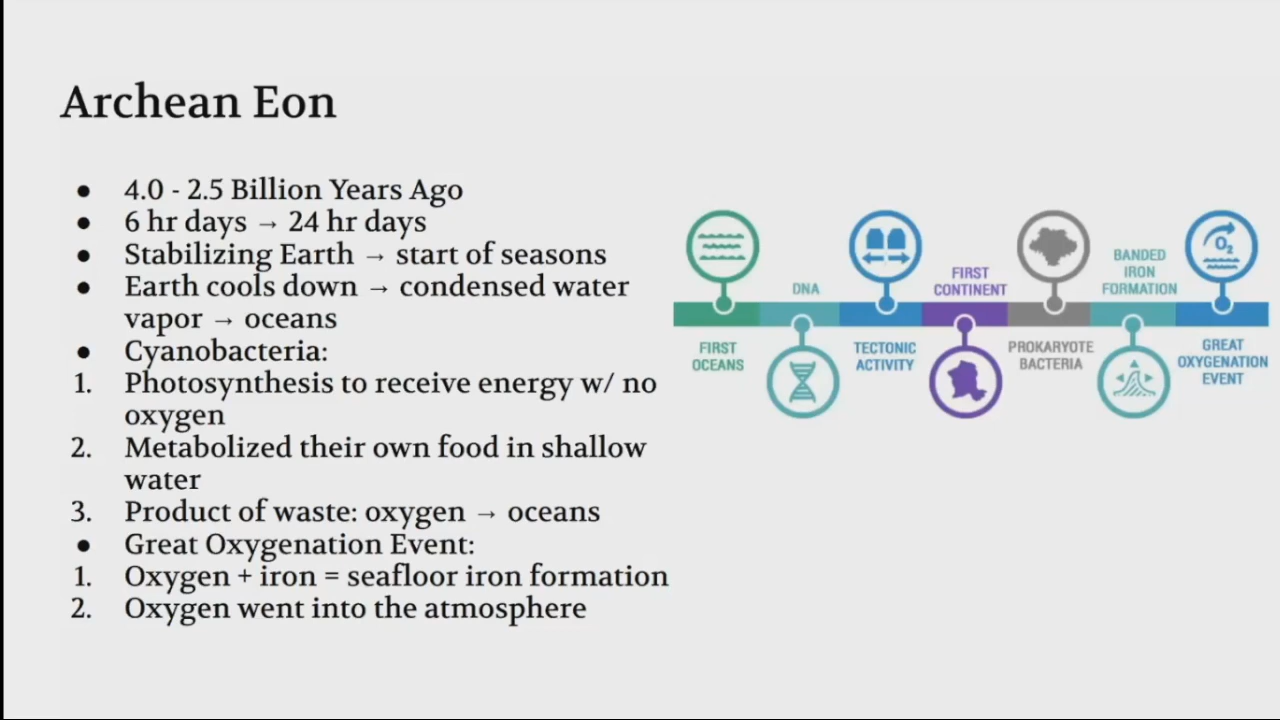 Archean Eon
● 4.0 - 2.5 Billion Years Ago
● 6 hr days → 24 hr days
● Stabilizing Earth → start of seasons
● Earth cools down → condensed water
vapor → oceans
● Cyanobacteria:
1. Photosynthesis to receive energy w/ no
oxygen
2. Metabolized their own food in shallow
water
3. Product of waste: oxygen → oceans
● Great Oxygenation Event:
1. Oxygen + iron = seafloor iron formation
2. Oxygen went into the atmosphere
FIRST
OCEANS
DNA
TECTONIC
ACTIVITY
FIRST
CONTINENT
PROKARYOTE
BACTERIA
BANDED
IRON
FORMATION
O₂
GREAT
OXYGENATION
EVENT